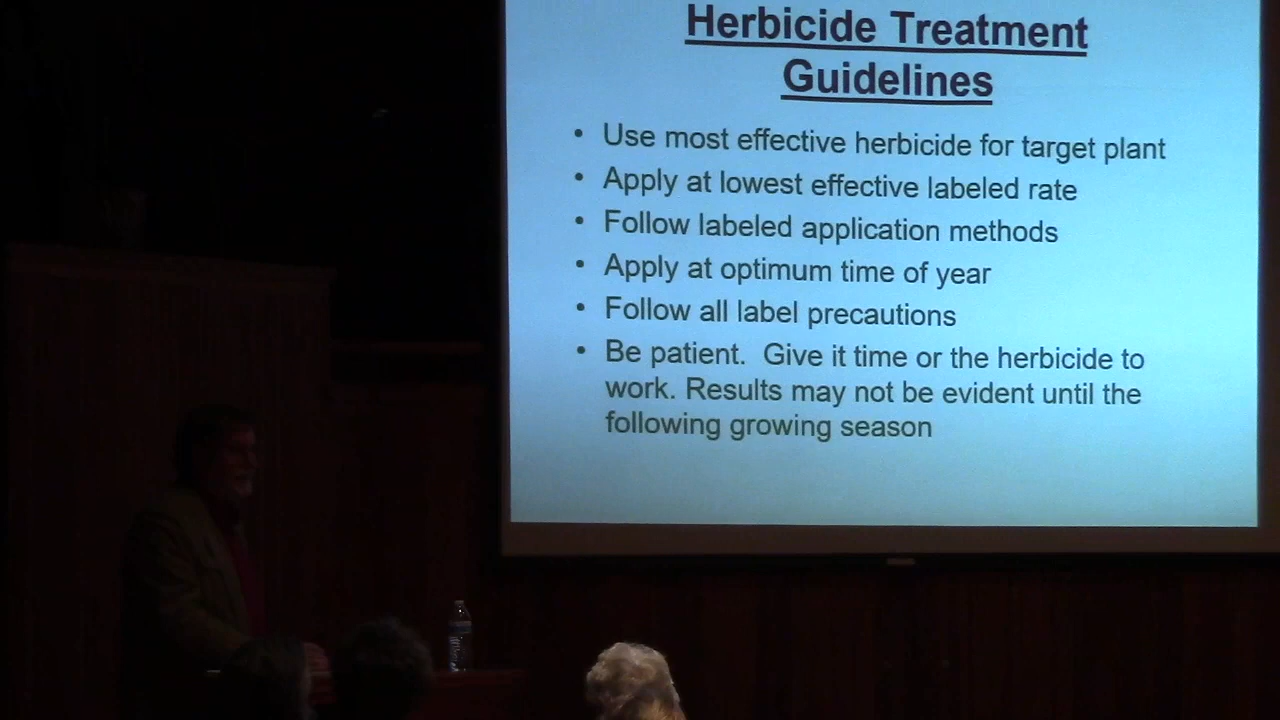 Herbicide Treatment
Guidelines
• Use most effective herbicide for target plant
• Apply at lowest effective labeled rate
• Follow labeled application methods
• Apply at optimum time of year
• Follow all label precautions
• Be patient.  Give it time or the herbicide to
work. Results may not be evident until the
following growing season